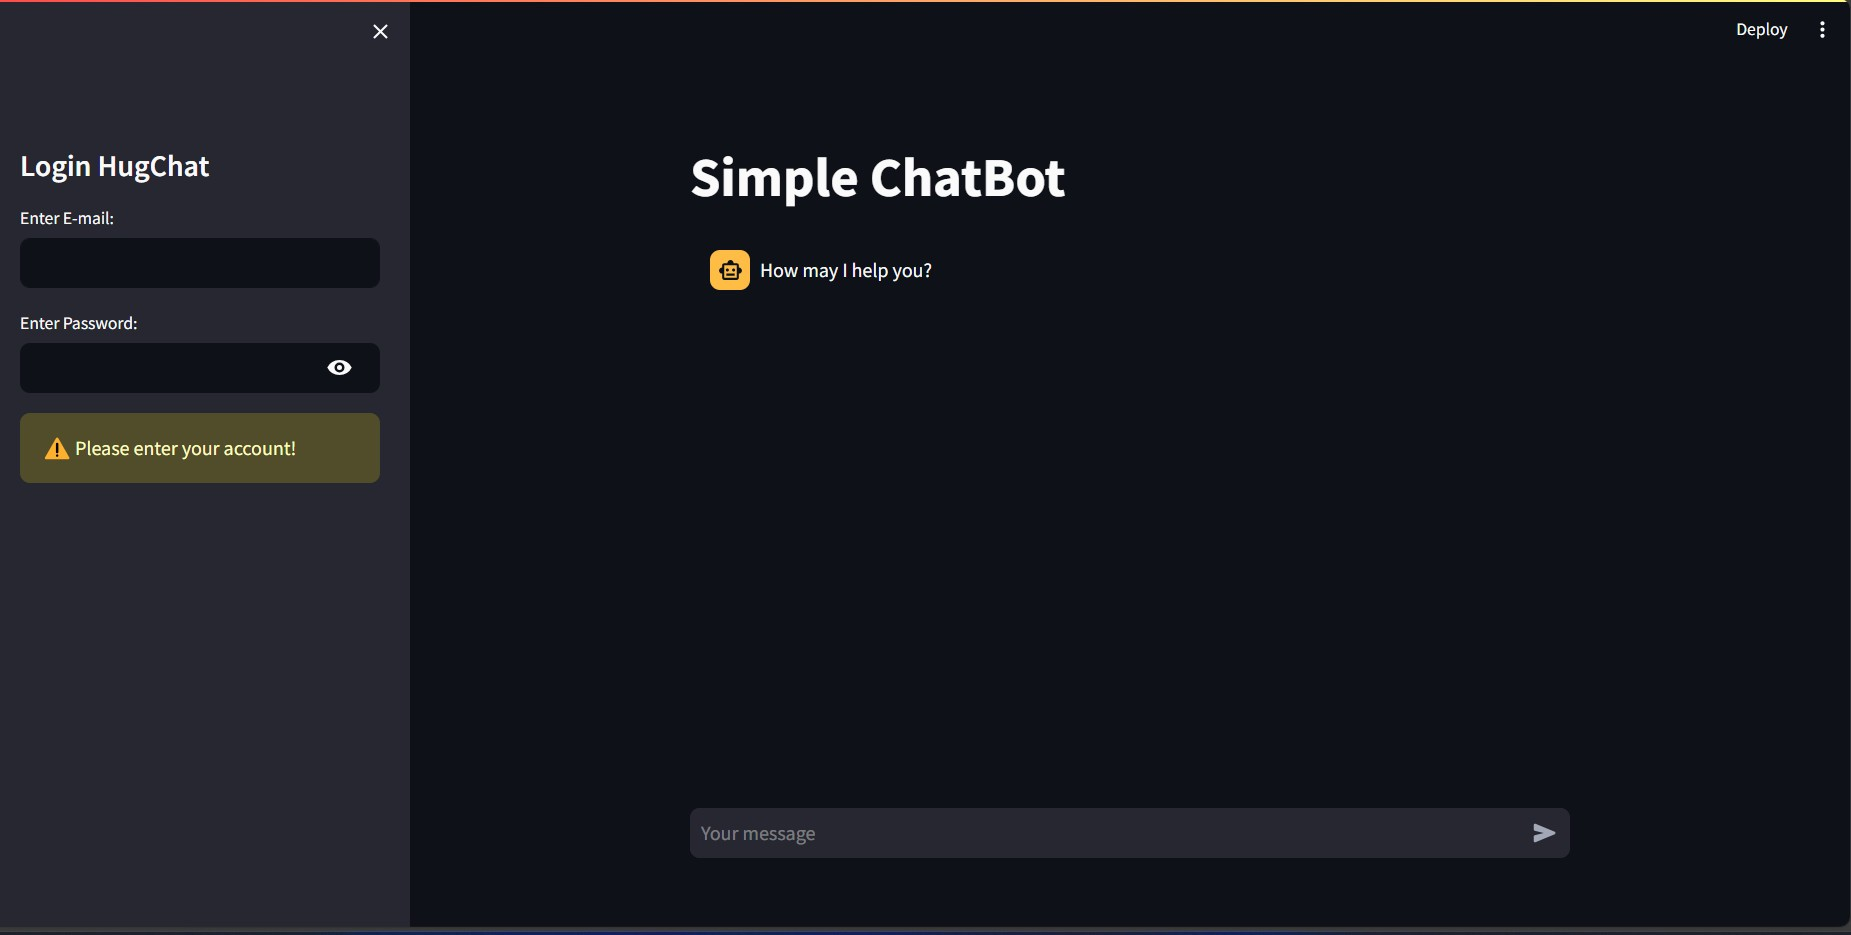 Deploy
Login HugChat
Enter E-mail:
Enter Password:
Please enter your account!
Simple ChatBot
How may I help you?
Your message